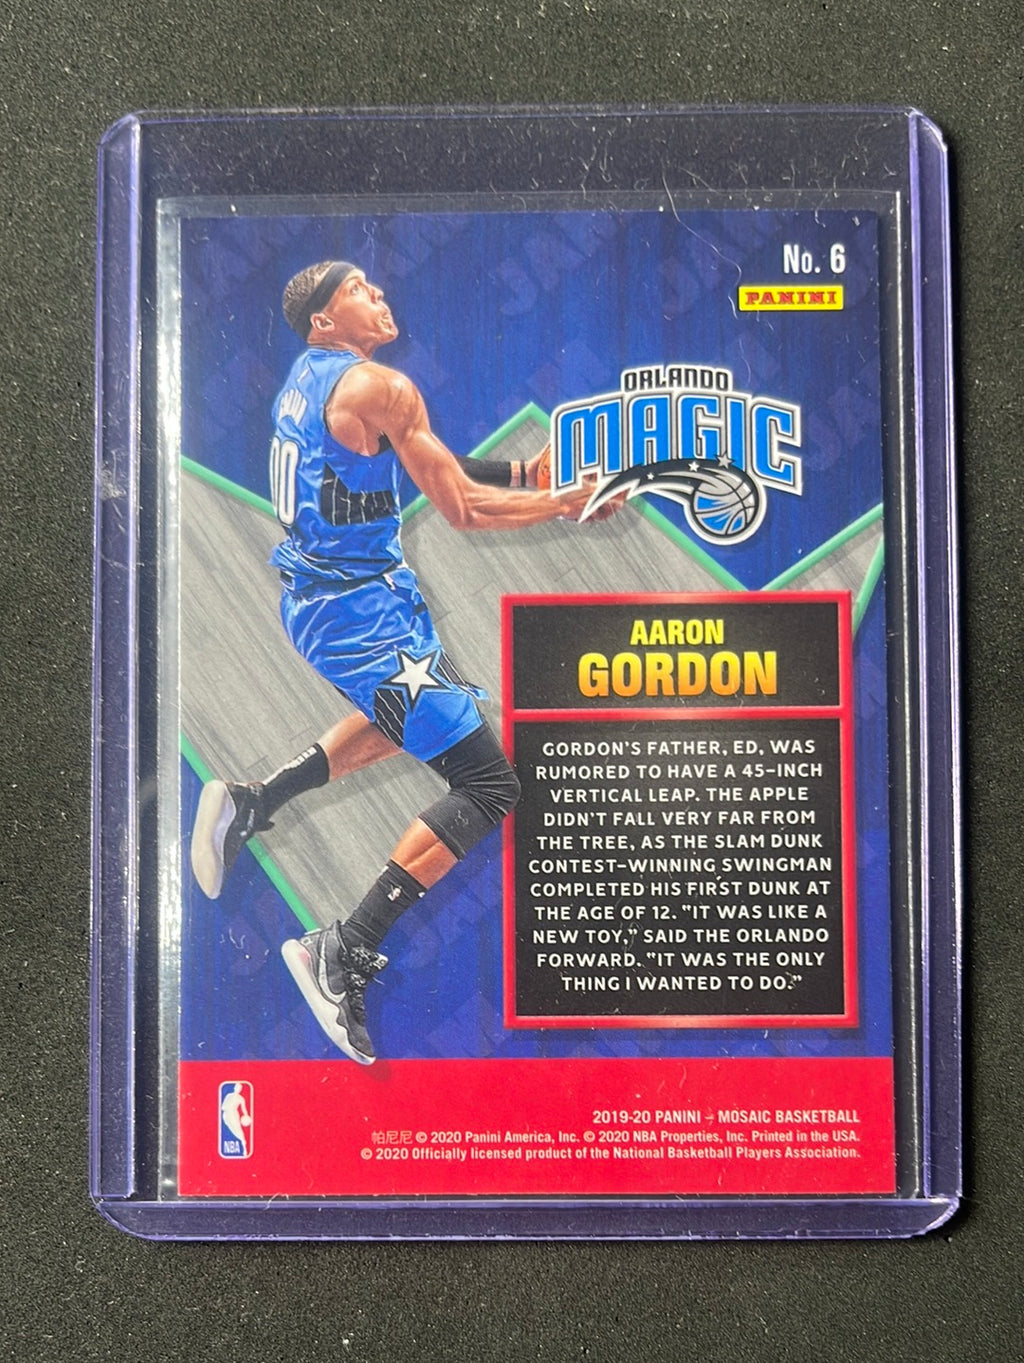 No. 6
PANINI
ORLANDO
MAGIC
00
AARON
GORDON
GORDON'S FATHER, ED, WAS
RUMORED TO HAVE A 45-INCH
VERTICAL LEAP. THE APPLE
DIDN'T FALL VERY FAR FROM
THE TREE, AS THE SLAM DUNK
CONTEST-WINNING SWINGMAN
COMPLETED HIS FIRST DUNK AT
THE AGE OF 12. "IT WAS LIKE A
NEW TOY," SAID THE ORLANDO
FORWARD. "IT WAS THE ONLY
THING I WANTED TO DO."
NBA
2019-20 PANINI – MOSAIC BASKETBALL
帕尼尼 © 2020 Panini America, Inc. © 2020 NBA Properties, Inc. Printed in the USA.
© 2020 Officially licensed product of the National Basketball Players Association.